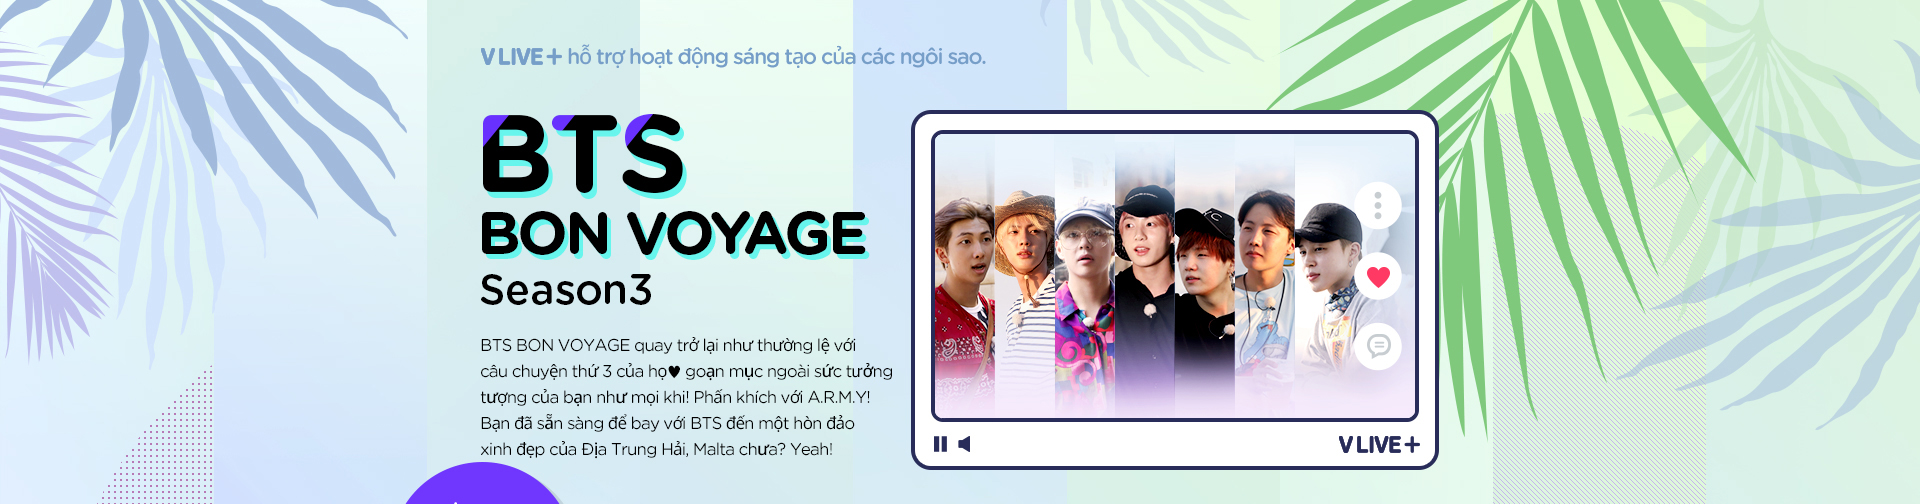 V LIVE+ hỗ trợ hoạt động sáng tạo của các ngôi sao.
BTS
BON VOYAGE
Season3
BTS BON VOYAGE quay trở lại như thường lệ với
câu chuyện thứ 3 của họ♥ goạn mục ngoài sức tưởng
tượng của bạn như mọi khi! Phấn khích với A.R.M.Y!
Bạn đã sẵn sàng để bay với BTS đến một hòn đảo
xinh đẹp của Địa Trung Hải, Malta chưa? Yeah!
V LIVE+